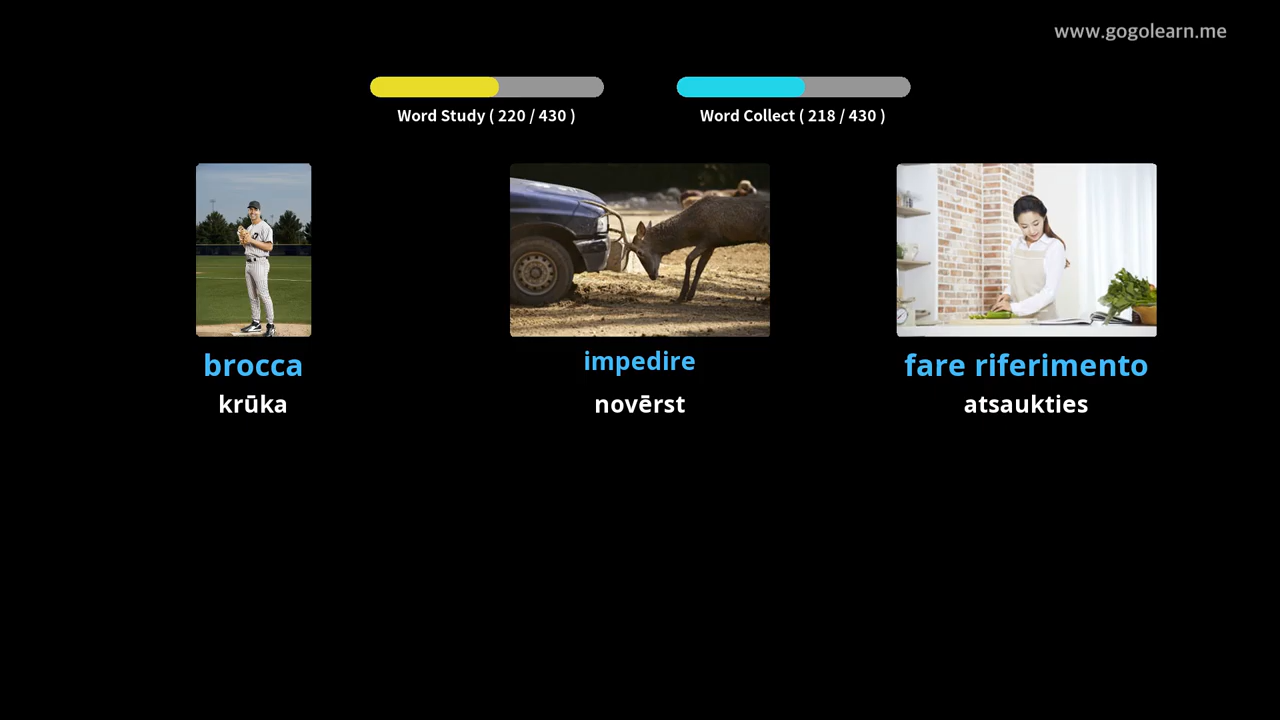 www.gogolearn.me
Word Study ( 220 / 430 )
Word Collect ( 218 / 430 )
brocca
krūka
impedire
novērst
fare riferimento
atsaukties